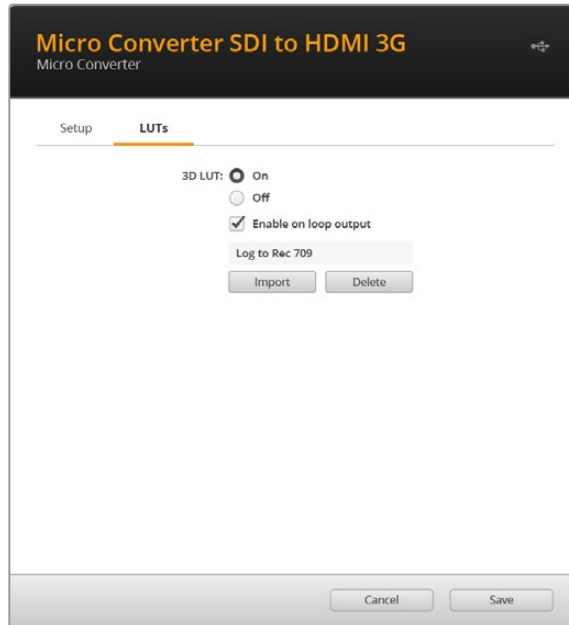 Micro Converter SDI to HDMI 3G
Micro Converter
Setup LUTs
3D LUT: On
Off
Enable on loop output
Log to Rec 709
Import Delete
Cancel Save